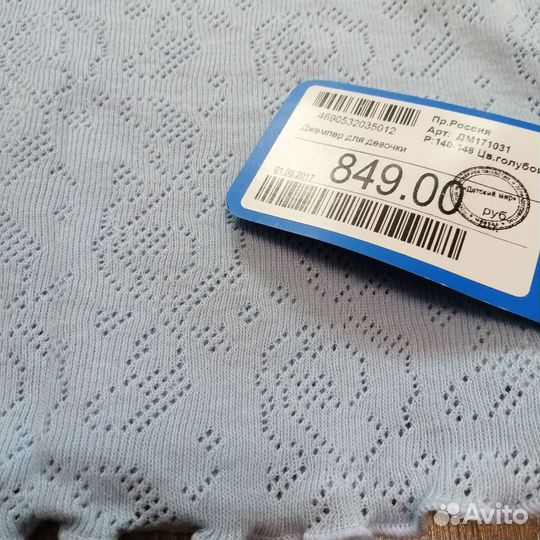 4690532035012
Пр.Россия
Арт: ДМ171031
Р:140-146 Цв.голубой
Джемпер для девочки
01.08.2017
849.00
руб
Детский мир
Avito